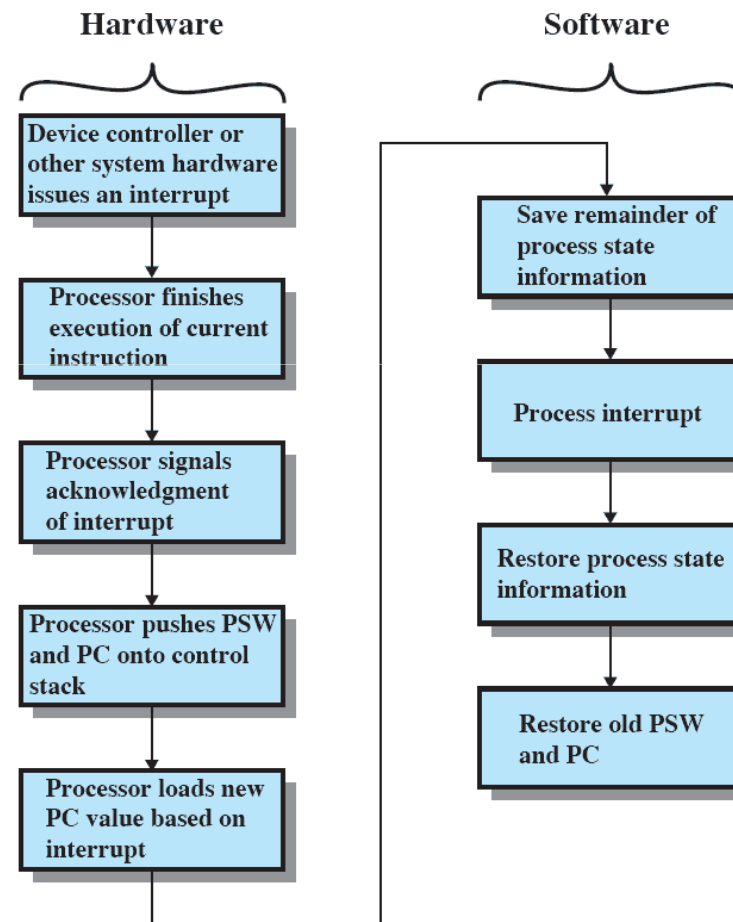 Hardware
Device controller or
other system hardware
issues an interrupt
Processor finishes
execution of current
instruction
Processor signals
acknowledgment
of interrupt
Processor pushes PSW
and PC onto control
stack
Processor loads new
PC value based on
interrupt
Software
Save remainder of
process state
information
Process interrupt
Restore process state
information
Restore old PSW
and PC